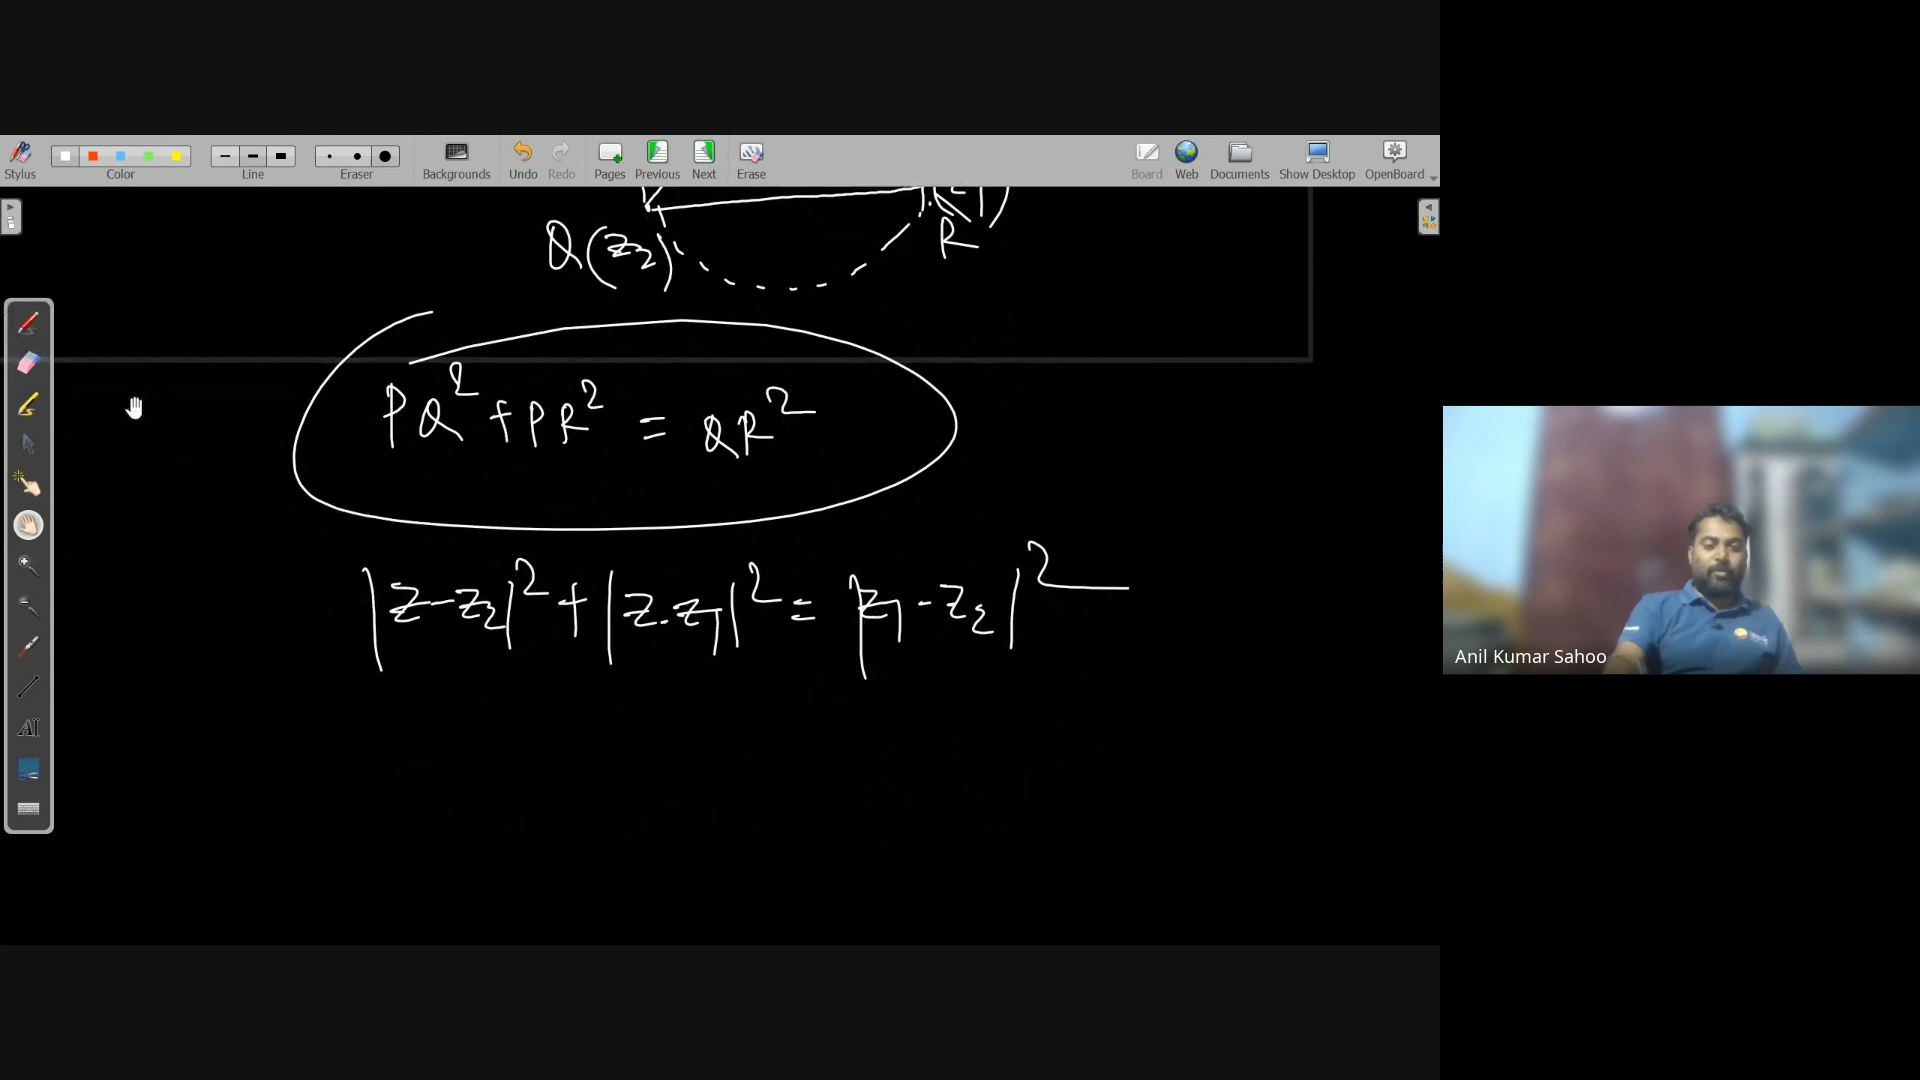 Stylus Color Line Eraser Backgrounds Undo Redo Pages Previous Next Erase Board Web Documents Show Desktop OpenBoard
Q(z₂) R
PQ² + PR² = QR²
|z-z₂|² + |z-z₁|² = |z₁-z₂|²
AI
Anil Kumar Sahoo